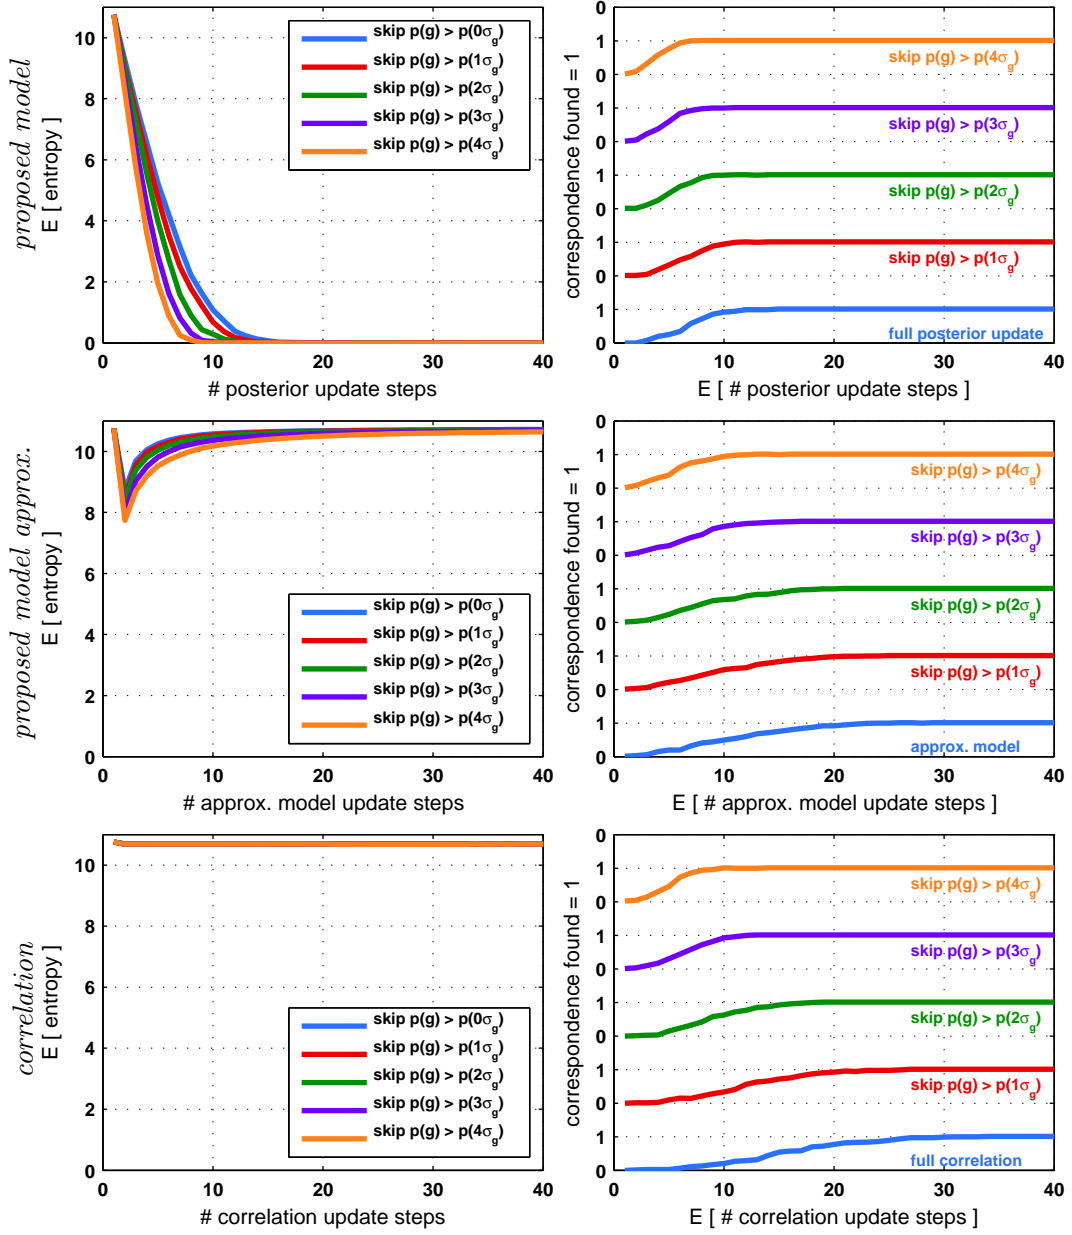 proposed model
E [ entropy ]
10
8
6
4
2
0
skip p(g) > p(0σg)
skip p(g) > p(1σg)
skip p(g) > p(2σg)
skip p(g) > p(3σg)
skip p(g) > p(4σg)
0 10 20 30 40
# posterior update steps
correspondence found = 1
0
1
0
1
0
1
0
1
0
1
0
skip p(g) > p(4σg)
skip p(g) > p(3σg)
skip p(g) > p(2σg)
skip p(g) > p(1σg)
full posterior update
0 10 20 30 40
E [ # posterior update steps ]
proposed model approx.
E [ entropy ]
10
8
6
4
2
0
skip p(g) > p(0σg)
skip p(g) > p(1σg)
skip p(g) > p(2σg)
skip p(g) > p(3σg)
skip p(g) > p(4σg)
0 10 20 30 40
# approx. model update steps
correspondence found = 1
0
1
0
1
0
1
0
1
0
1
0
skip p(g) > p(4σg)
skip p(g) > p(3σg)
skip p(g) > p(2σg)
skip p(g) > p(1σg)
approx. model
0 10 20 30 40
E [ # approx. model update steps ]
correlation
E [ entropy ]
10
8
6
4
2
0
skip p(g) > p(0σg)
skip p(g) > p(1σg)
skip p(g) > p(2σg)
skip p(g) > p(3σg)
skip p(g) > p(4σg)
0 10 20 30 40
# correlation update steps
correspondence found = 1
0
1
0
1
0
1
0
1
0
1
0
skip p(g) > p(4σg)
skip p(g) > p(3σg)
skip p(g) > p(2σg)
skip p(g) > p(1σg)
full correlation
0 10 20 30 40
E [ # correlation update steps ]